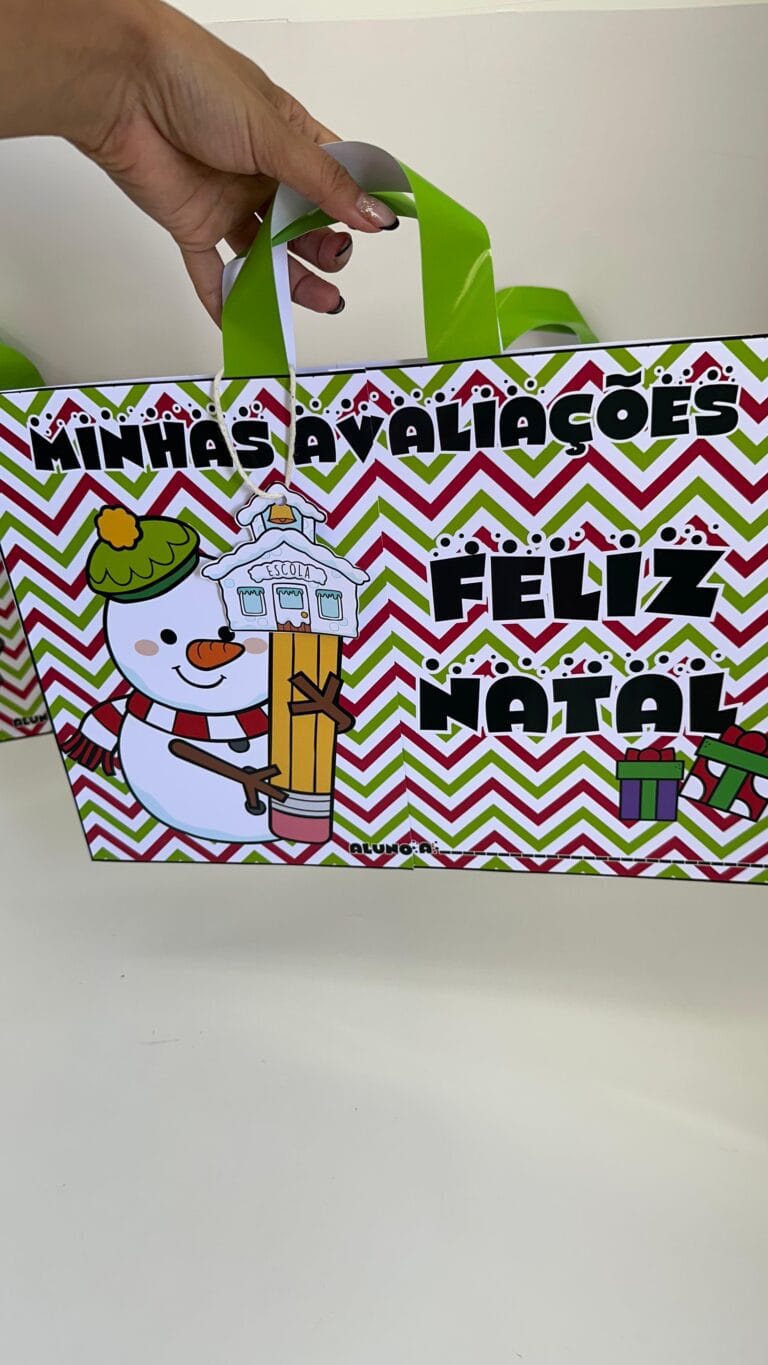 MINHAS AVALIAÇÕES
ESCOLA
FELIZ
NATAL
ALUNO.A: